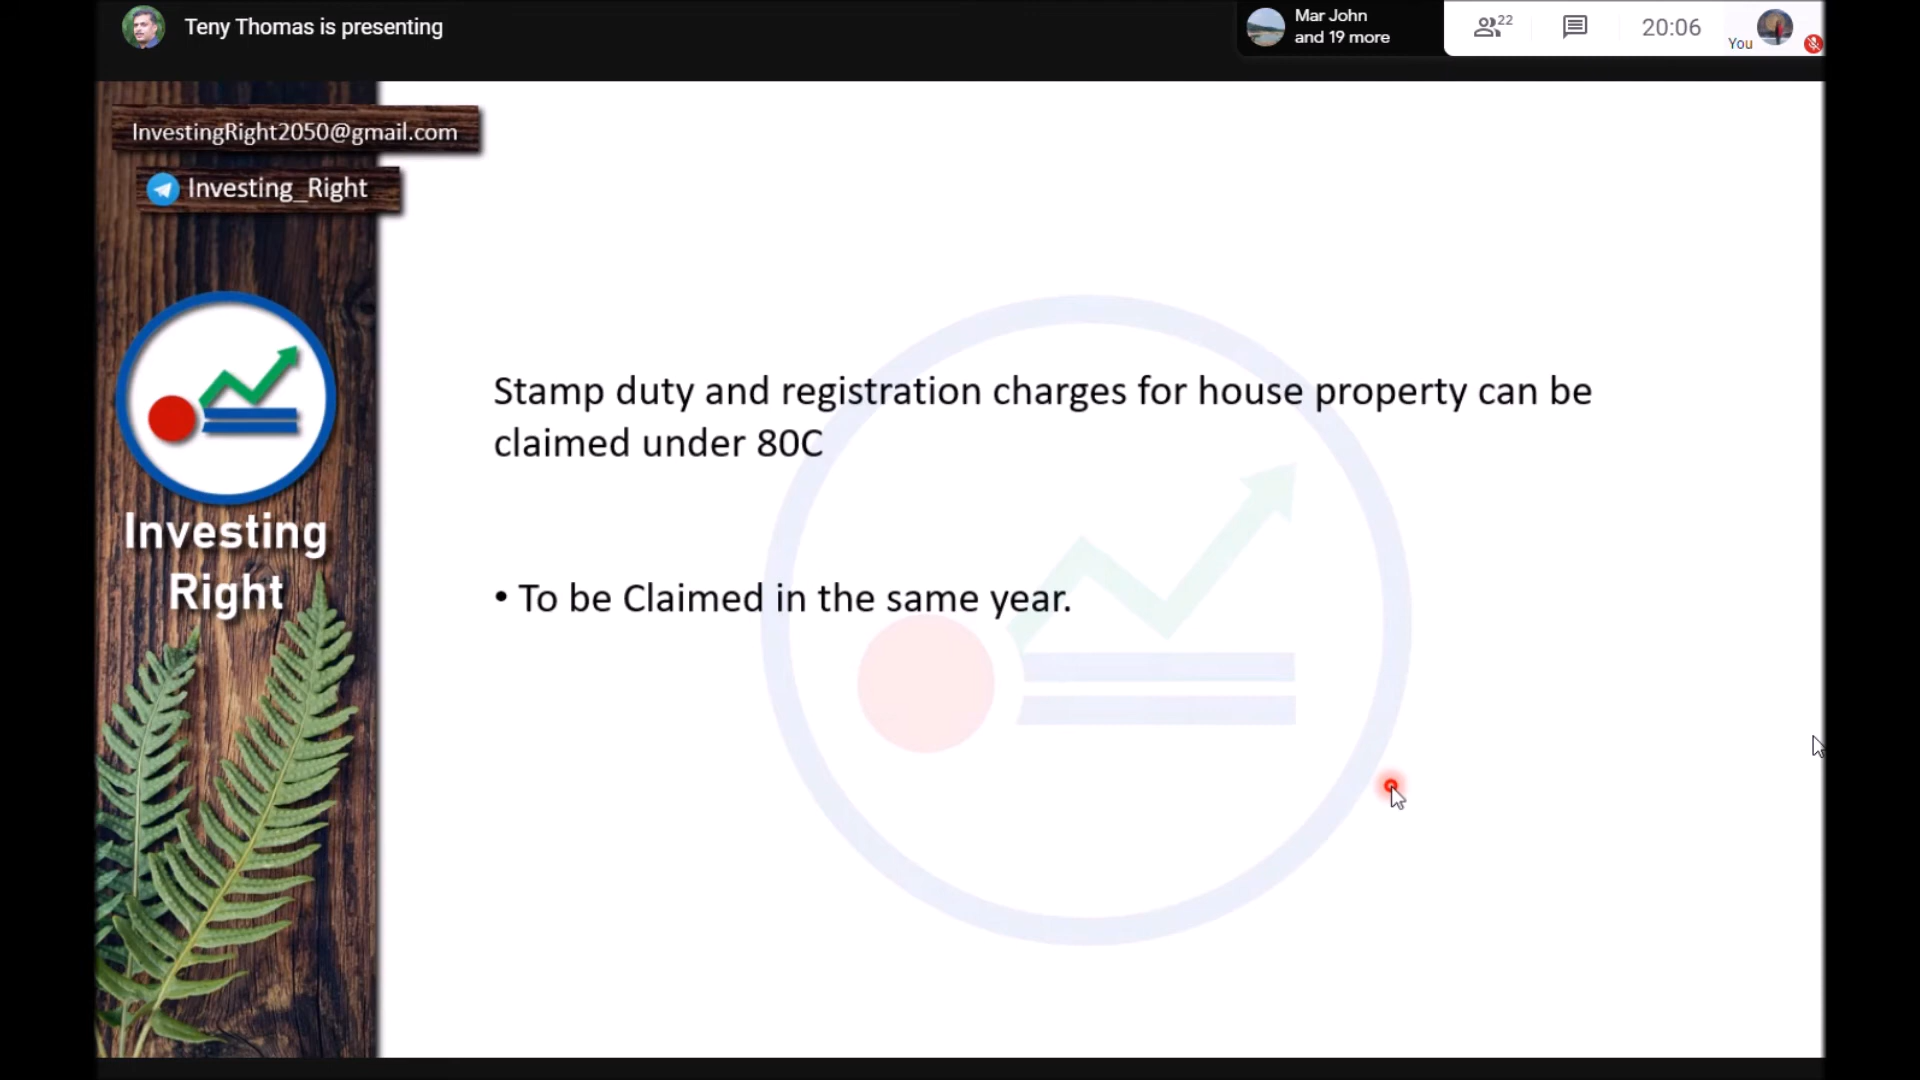 Teny Thomas is presenting
Mar John
and 19 more
22
20:06
You
InvestingRight2050@gmail.com
Investing_Right
Investing
Right
Stamp duty and registration charges for house property can be
claimed under 80C
• To be Claimed in the same year.